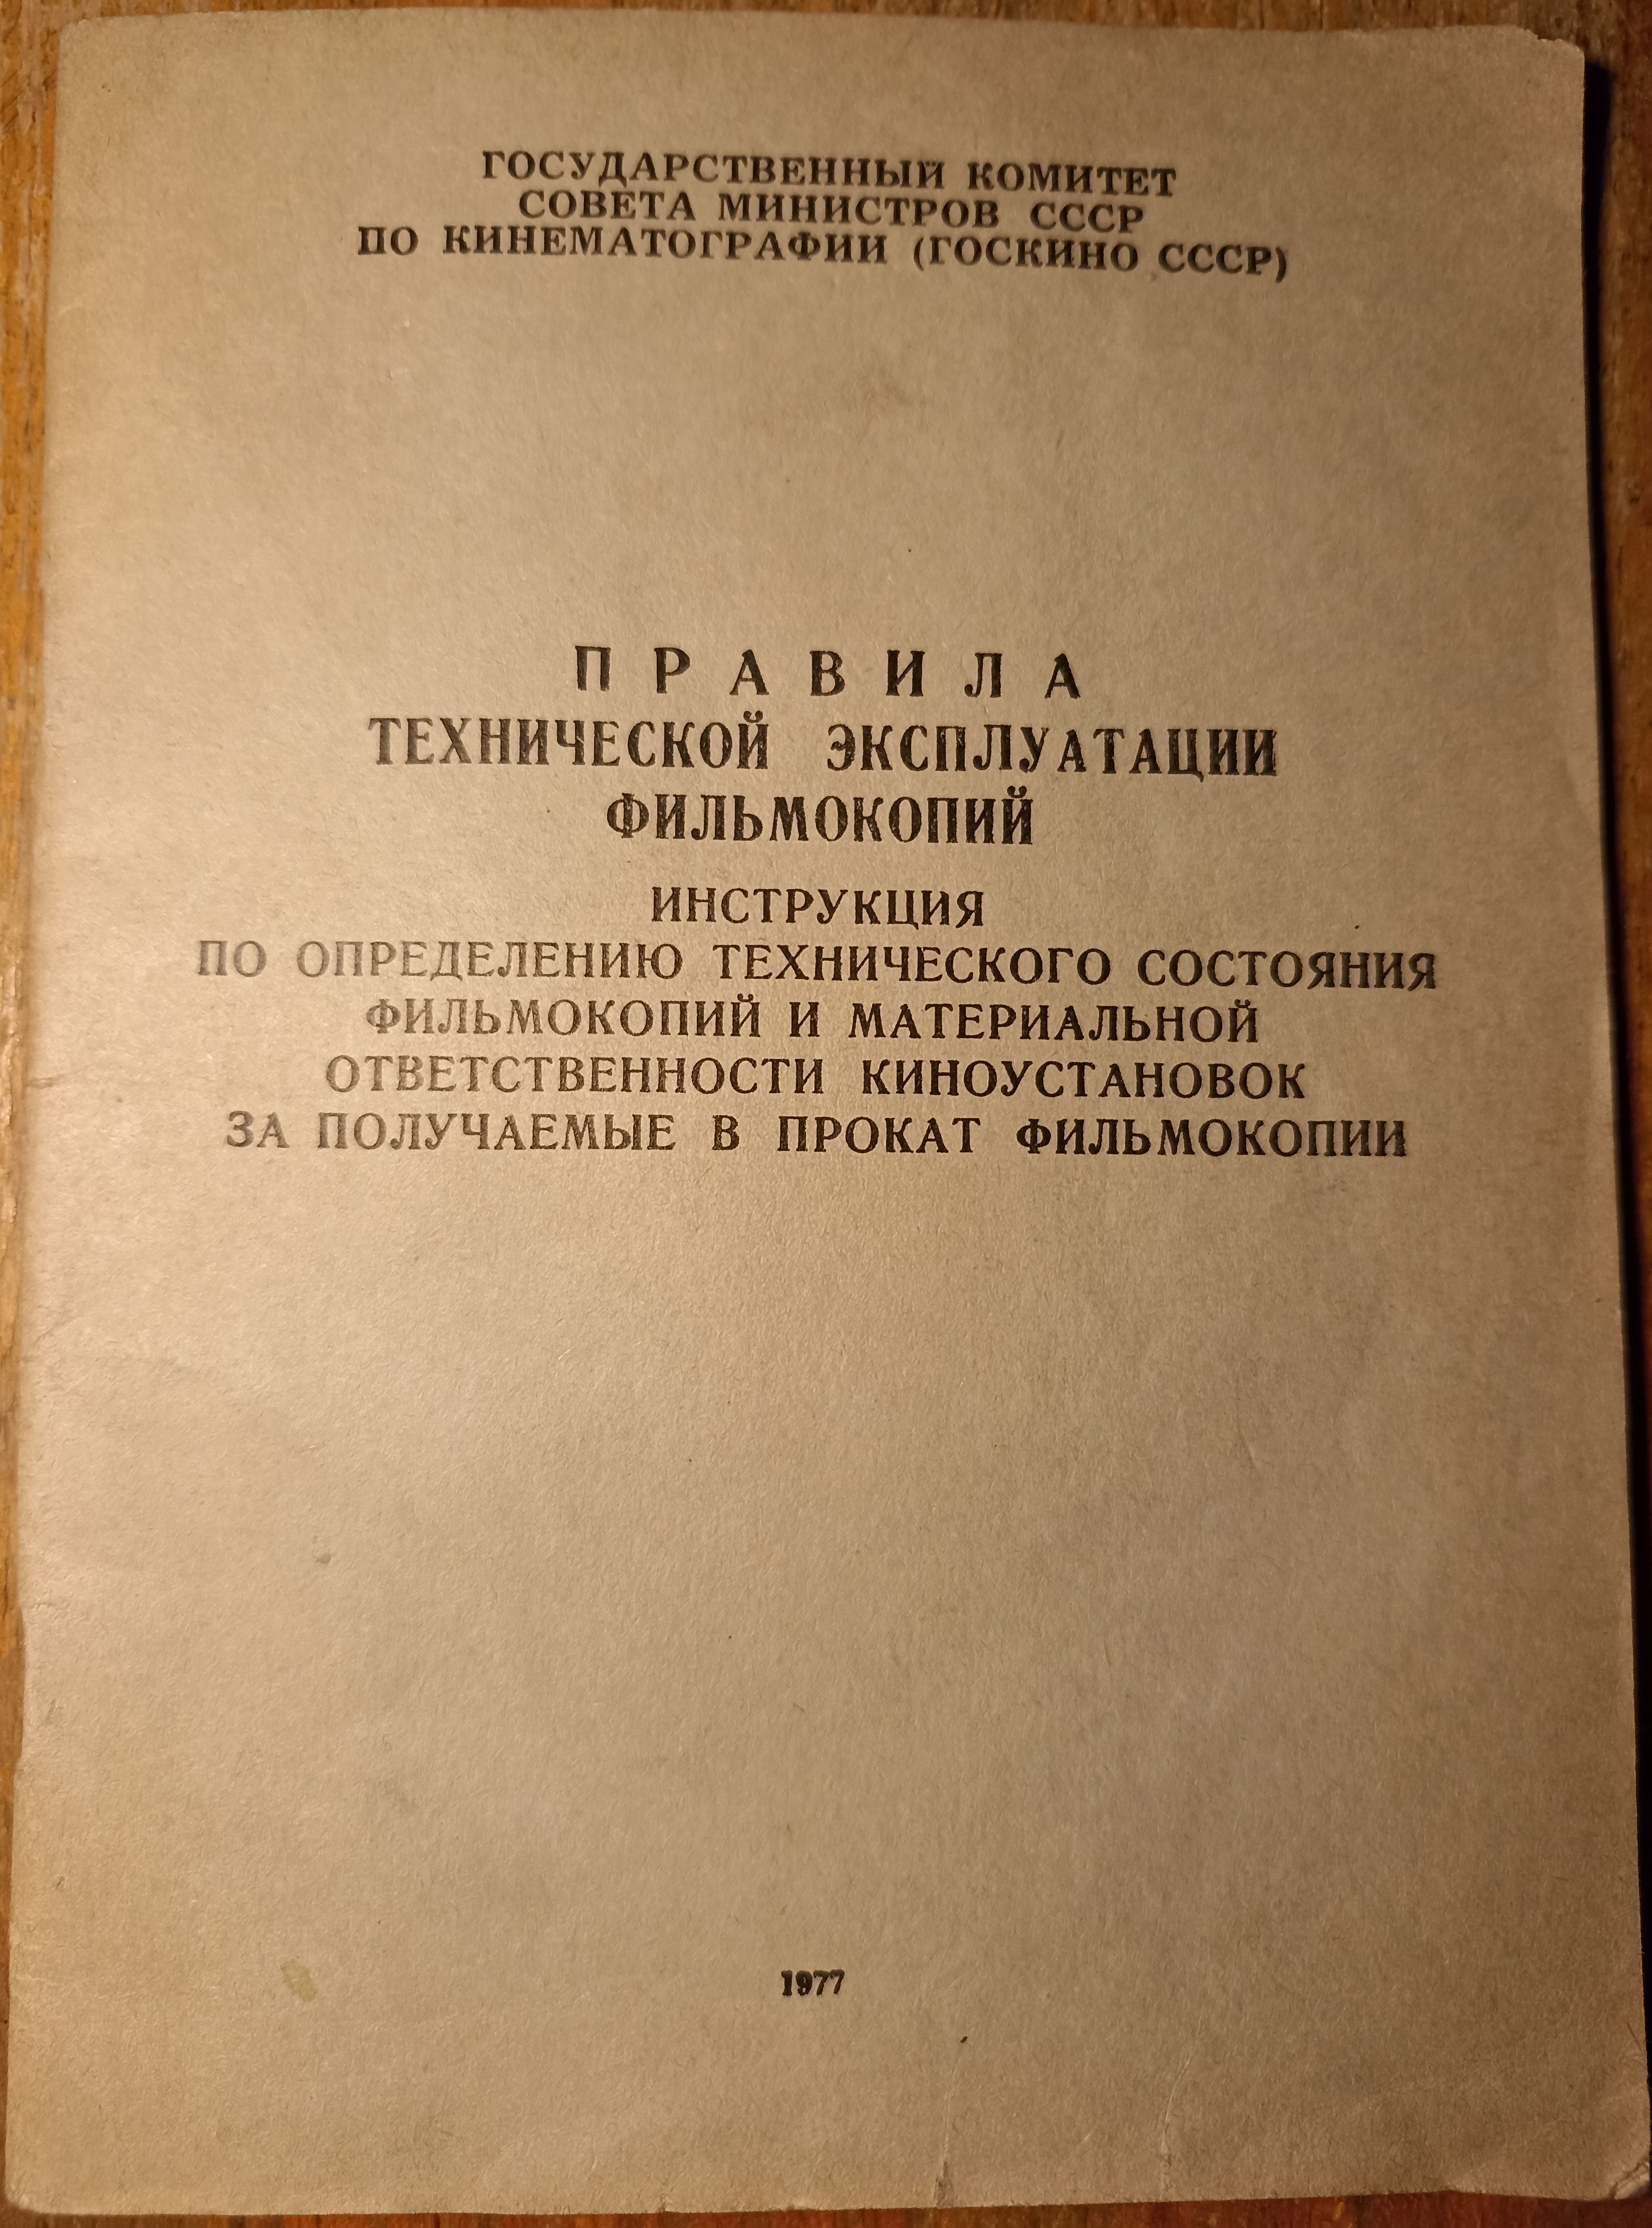 ГОСУДАРСТВЕННЫЙ КОМИТЕТ
СОВЕТА МИНИСТРОВ СССР
ПО КИНЕМАТОГРАФИИ (ГОСКИНО СССР)
ПРАВИЛА
ТЕХНИЧЕСКОЙ ЭКСПЛУАТАЦИИ
ФИЛЬМОКОПИЙ
ИНСТРУКЦИЯ
ПО ОПРЕДЕЛЕНИЮ ТЕХНИЧЕСКОГО СОСТОЯНИЯ
ФИЛЬМОКОПИЙ И МАТЕРИАЛЬНОЙ
ОТВЕТСТВЕННОСТИ КИНОУСТАНОВОК
ЗА ПОЛУЧАЕМЫЕ В ПРОКАТ ФИЛЬМОКОПИИ
1977